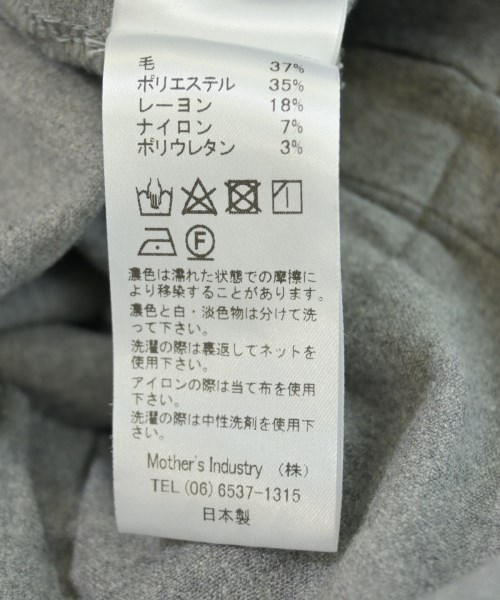 毛 37%
ポリエステル 35%
レーヨン 18%
ナイロン 7%
ポリウレタン 3%
F
濃色は濡れた状態での摩擦に
より移染することがあります。
濃色と白・淡色物は分けて洗
って下さい。
洗濯の際は裏返してネットを
使用下さい。
アイロンの際は当て布を使用
下さい。
洗濯の際は中性洗剤を使用下
さい。
Mother's Industry (株)
TEL (06) 6537-1315
日本製